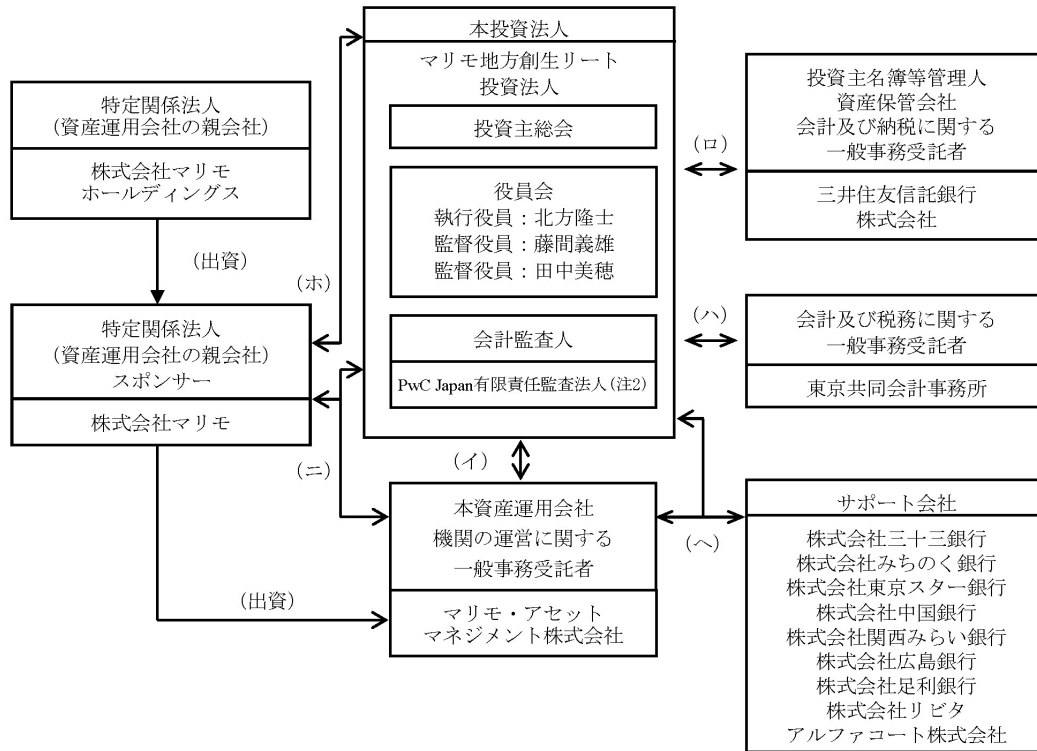 特定関係法人
（資産運用会社の親会社）
株式会社マリモ
ホールディングス
（出資）
特定関係法人
（資産運用会社の親会社）
スポンサー
株式会社マリモ
（出資）
（ホ）
（ニ）
本投資法人
マリモ地方創生リート
投資法人
投資主総会
役員会
執行役員：北方隆士
監督役員：藤間義雄
監督役員：田中美穂
会計監査人
PwC Japan有限責任監査法人（注2）
（イ）
本資産運用会社
機関の運営に関する
一般事務受託者
マリモ・アセット
マネジメント株式会社
（ロ）
投資主名簿等管理人
資産保管会社
会計及び納税に関する
一般事務受託者
三井住友信託銀行
株式会社
（ハ）
会計及び税務に関する
一般事務受託者
東京共同会計事務所
（ヘ）
サポート会社
株式会社三十三銀行
株式会社みちのく銀行
株式会社東京スター銀行
株式会社中国銀行
株式会社関西みらい銀行
株式会社広島銀行
株式会社足利銀行
株式会社リビタ
アルファコート株式会社